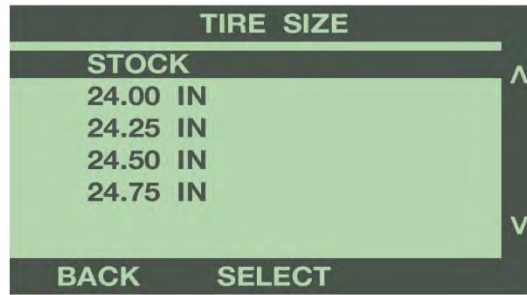 TIRE SIZE
STOCK
24.00 IN
24.25 IN
24.50 IN
24.75 IN
BACK SELECT